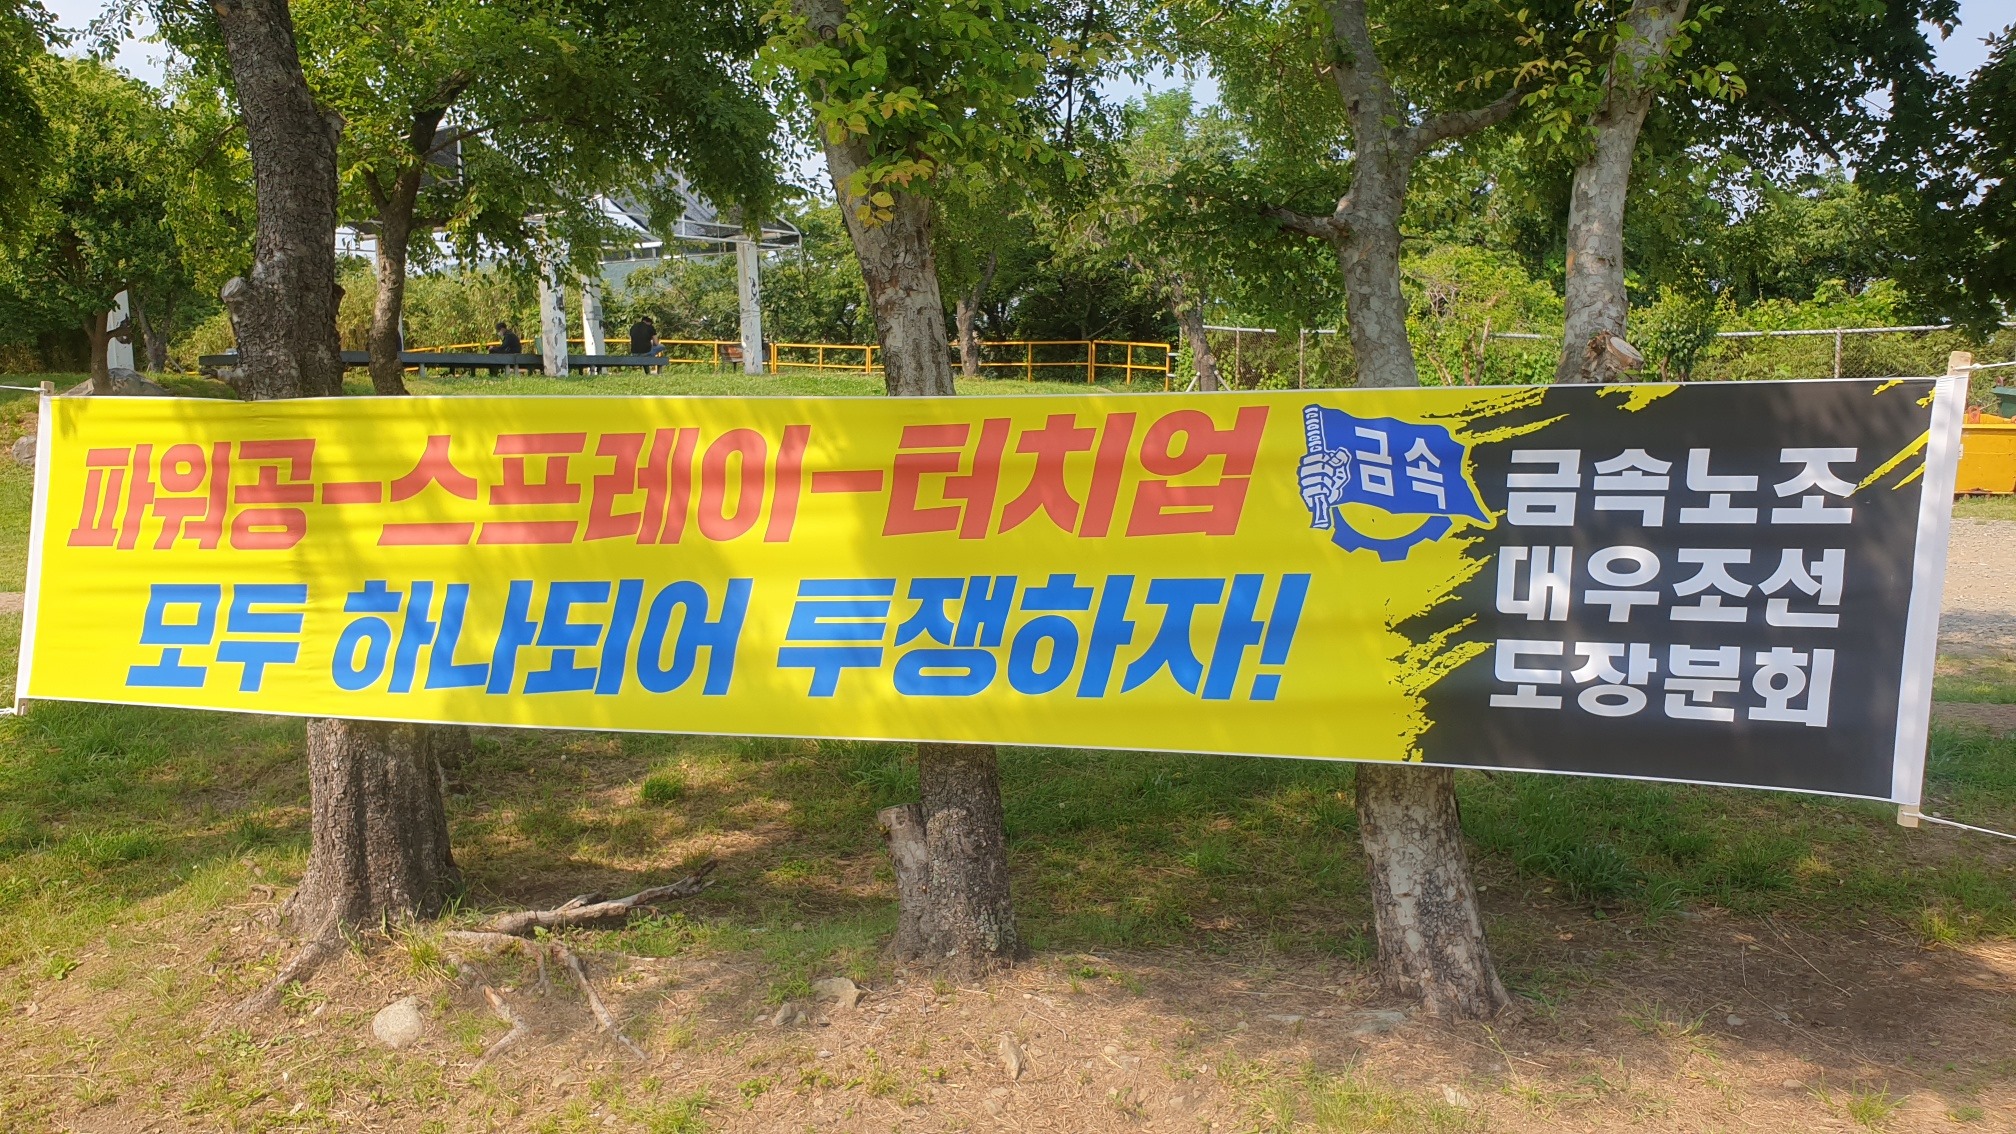 파워공-스프레이-터치업
모두 하나되어 투쟁하자!
금속
금속노조
대우조선
도장분회